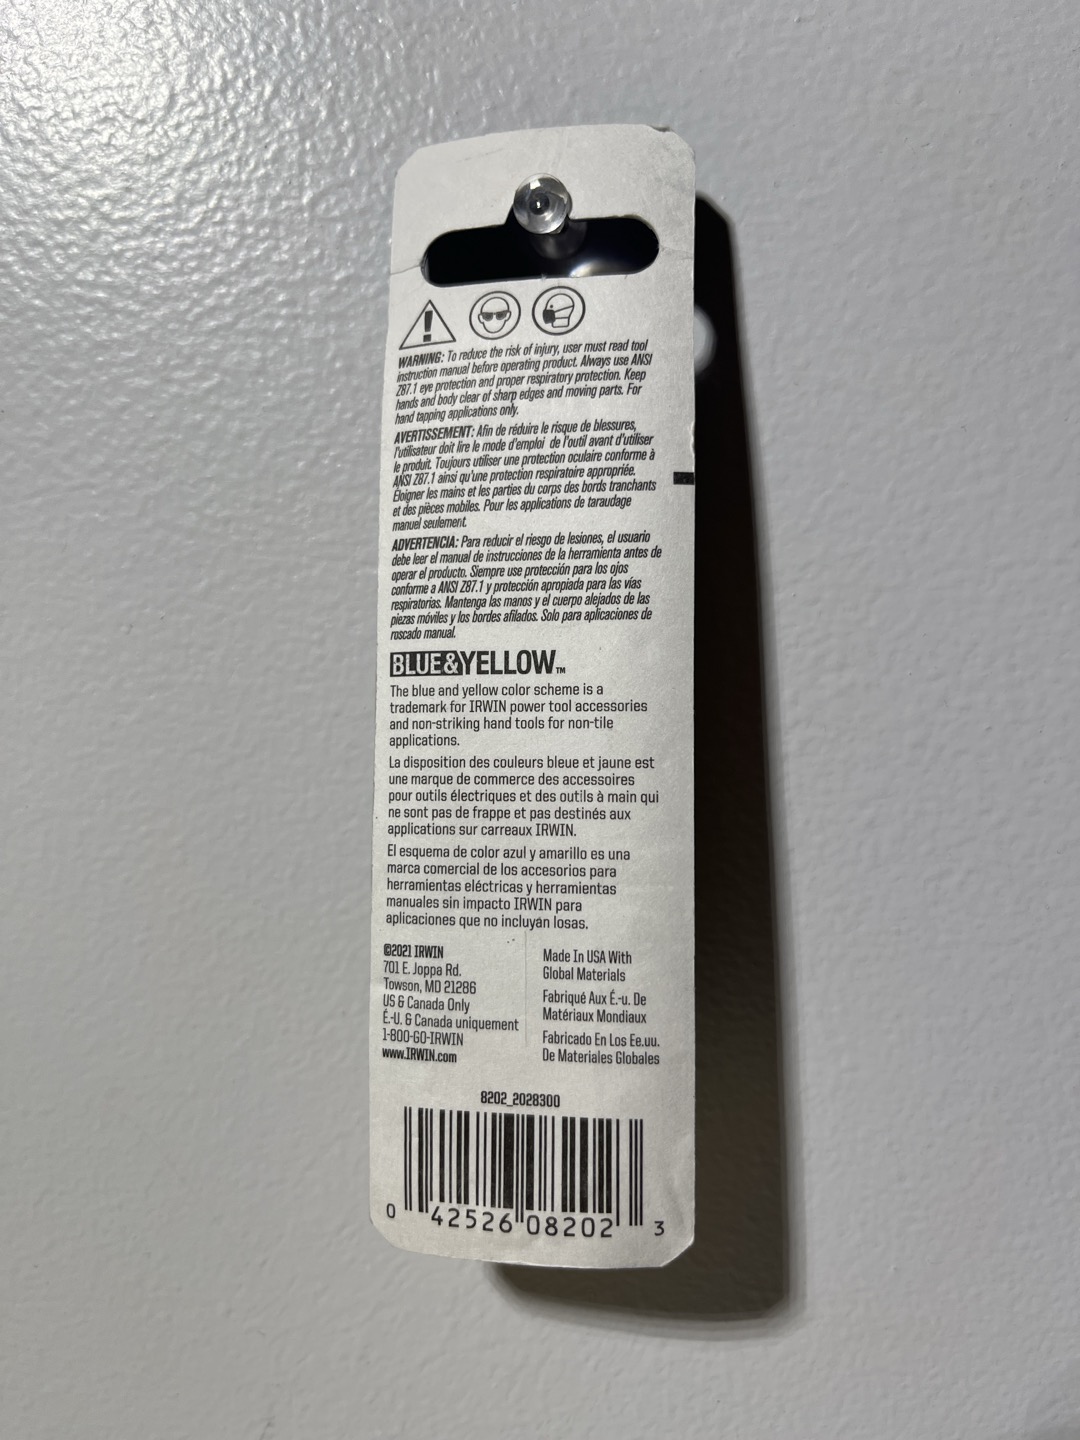 WARNING: To reduce the risk of injury, user must read tool
instruction manual before operating product. Always use ANSI
Z87.1 eye protection and proper respiratory protection. Keep
hands and body clear of sharp edges and moving parts. For
hand tapping applications only.
AVERTISSEMENT: Afin de réduire le risque de blessures,
l'utilisateur doit lire le mode d'emploi de l'outil avant d'utiliser
le produit. Toujours utiliser une protection oculaire conforme à
ANSI Z87.1 ainsi qu'une protection respiratoire appropriée.
Éloigner les mains et les parties du corps des bords tranchants
et des pièces mobiles. Pour les applications de taraudage
manuel seulement.
ADVERTENCIA: Para reducir el riesgo de lesiones, el usuario
debe leer el manual de instrucciones de la herramienta antes de
operar el producto. Siempre use protección para los ojos
conforme a ANSI Z87.1 y protección apropiada para las vías
respiratorias. Mantenga las manos y el cuerpo alejados de las
piezas móviles y los bordes afilados. Solo para aplicaciones de
roscado manual.
BLUE&YELLOW™
The blue and yellow color scheme is a
trademark for IRWIN power tool accessories
and non-striking hand tools for non-tile
applications.
La disposition des couleurs bleue et jaune est
une marque de commerce des accessoires
pour outils électriques et des outils à main qui
ne sont pas de frappe et pas destinés aux
applications sur carreaux IRWIN.
El esquema de color azul y amarillo es una
marca comercial de los accesorios para
herramientas eléctricas y herramientas
manuales sin impacto IRWIN para
aplicaciones que no incluyan losas.
©2021 IRWIN
701 E. Joppa Rd.
Towson, MD 21286
US & Canada Only
É.-U. & Canada uniquement
1-800-GO-IRWIN
www.IRWIN.com
Made In USA With
Global Materials
Fabriqué Aux É.-u. De
Matériaux Mondiaux
Fabricado En Los Ee.uu.
De Materiales Globales
8202_2028300
0 42526 08202 3